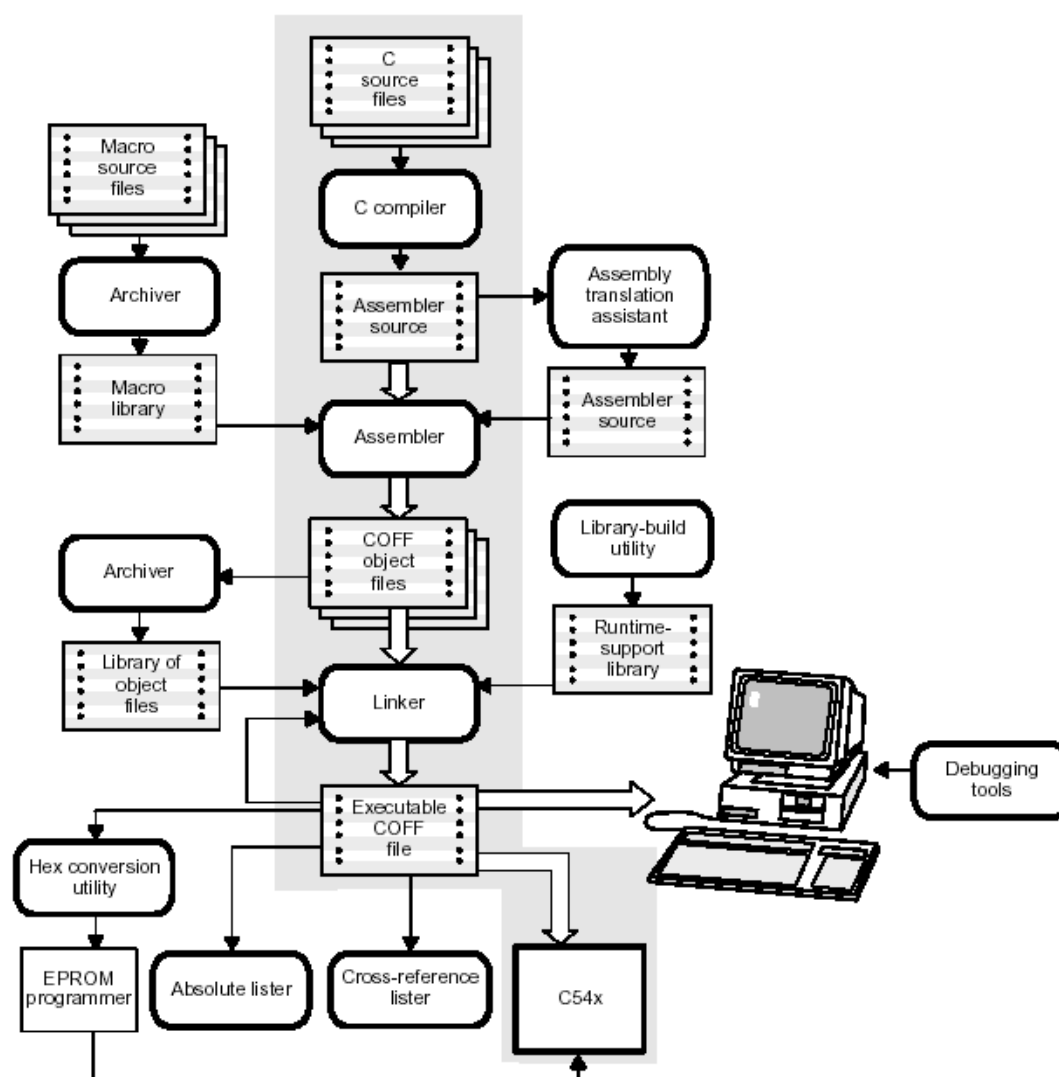 C
source
files
Macro
source
files
C compiler
Archiver
Assembler
source
Assembly
translation
assistant
Macro
library
Assembler
Assembler
source
COFF
object
files
Library-build
utility
Archiver
Runtime-
support
library
Library of
object
files
Linker
Debugging
tools
Executable
COFF
file
Hex conversion
utility
EPROM
programmer
Absolute lister
Cross-reference
lister
C54x